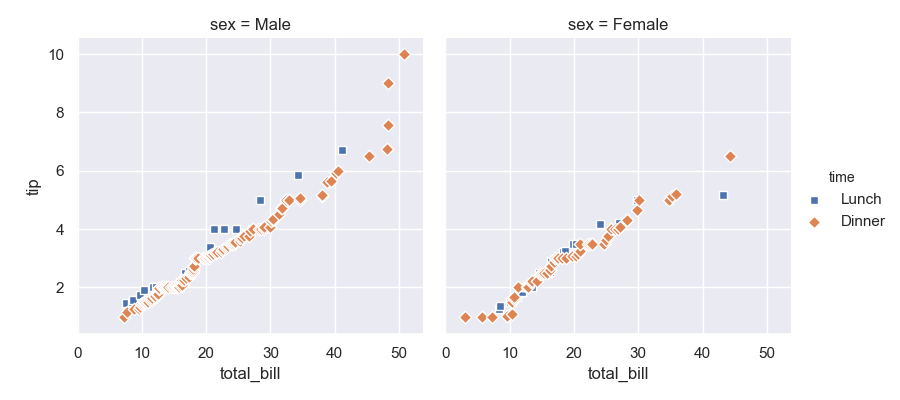 sex = Male
sex = Female
10
8
6
4
2
tip
0 10 20 30 40 50
0 10 20 30 40 50
total_bill
total_bill
time
Lunch
Dinner